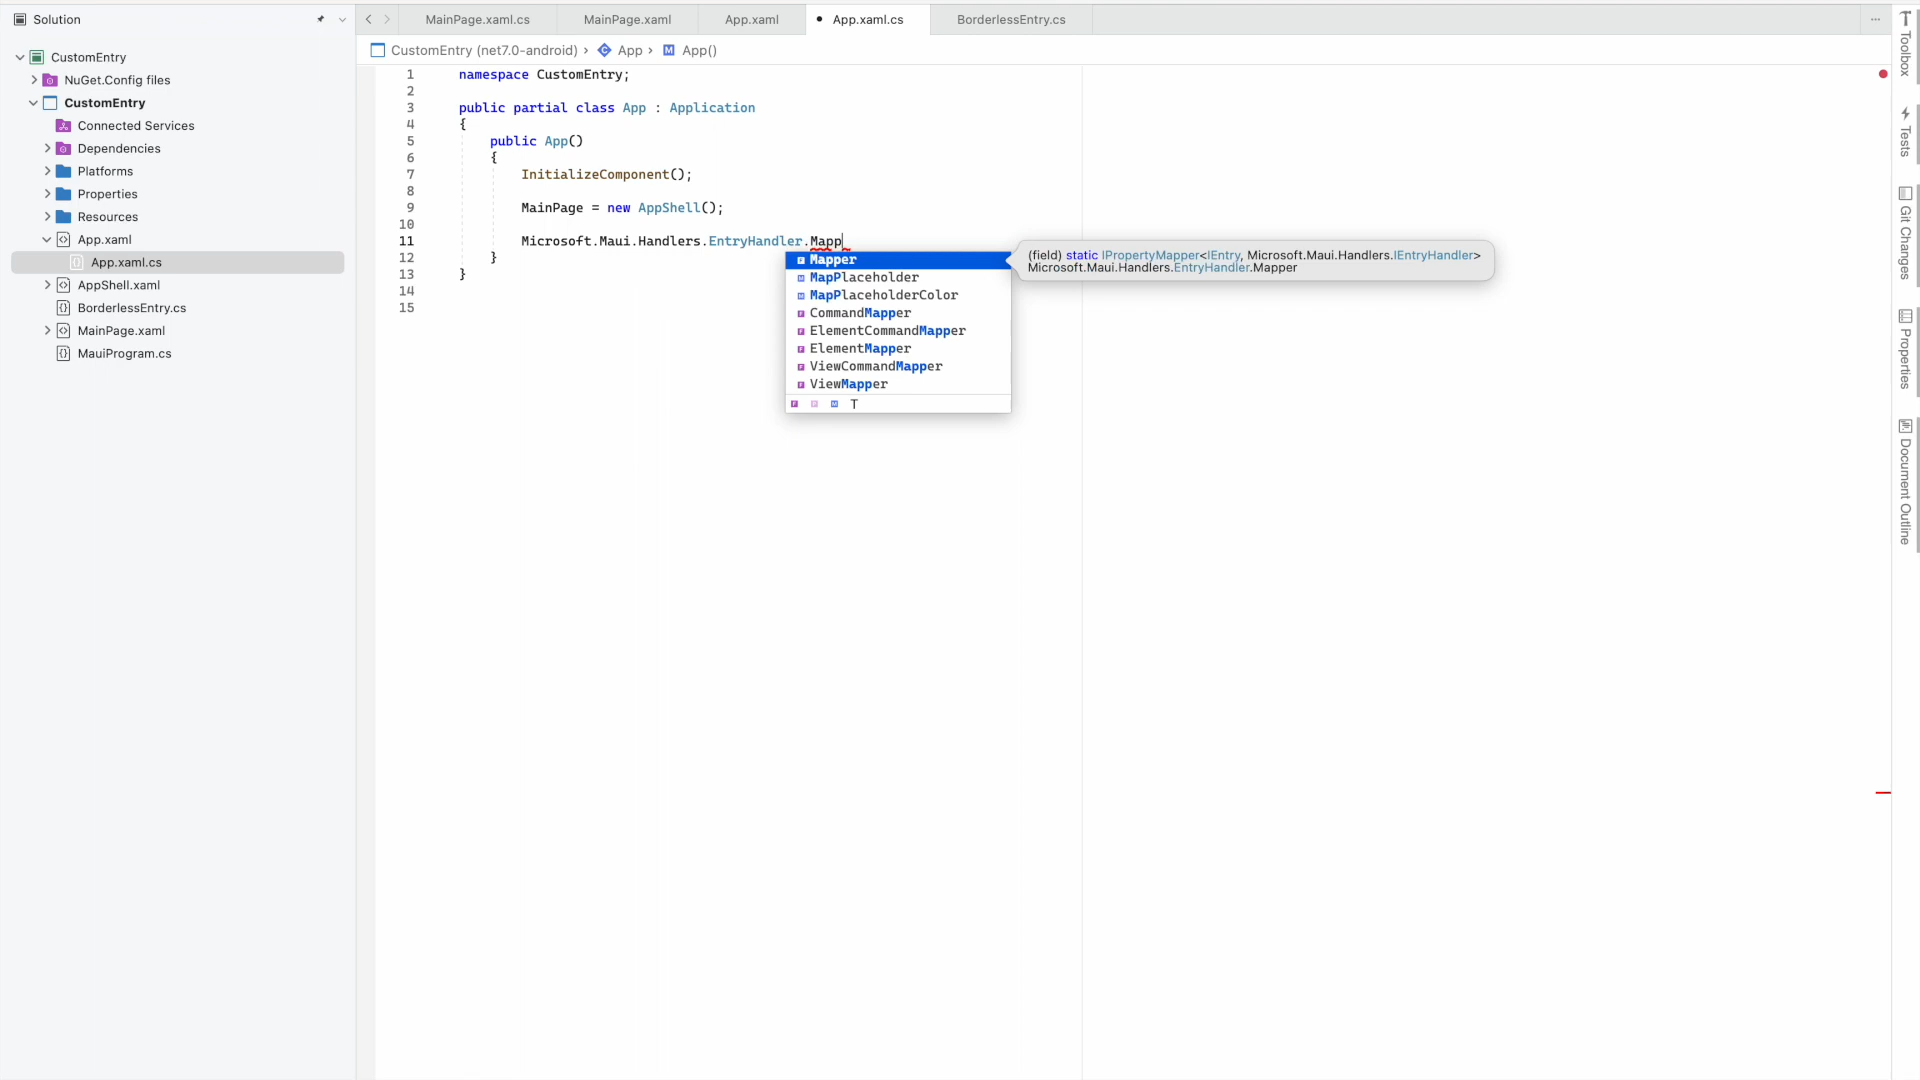 Solution
CustomEntry
NuGet.Config files
CustomEntry
Connected Services
Dependencies
Platforms
Properties
Resources
App.xaml
App.xaml.cs
AppShell.xaml
BorderlessEntry.cs
MainPage.xaml
MauiProgram.cs
MainPage.xaml.cs
MainPage.xaml
App.xaml
App.xaml.cs
BorderlessEntry.cs
CustomEntry (net7.0-android) › App › M App()
1 namespace CustomEntry;
2
3 public partial class App : Application
4 {
5 public App()
6 {
7 InitializeComponent();
8
9 MainPage = new AppShell();
10
11 Microsoft.Maui.Handlers.EntryHandler.Mapp
12 }
13 }
14
15
Mapper
MapPlaceholder
MapPlaceholderColor
CommandMapper
ElementCommandMapper
ElementMapper
ViewCommandMapper
ViewMapper
F F M T
(field) static IPropertyMapper<IEntry, Microsoft.Maui.Handlers.IEntryHandler>
Microsoft.Maui.Handlers.EntryHandler.Mapper
Toolbox
Tests
Git Changes
Properties
Document Outline